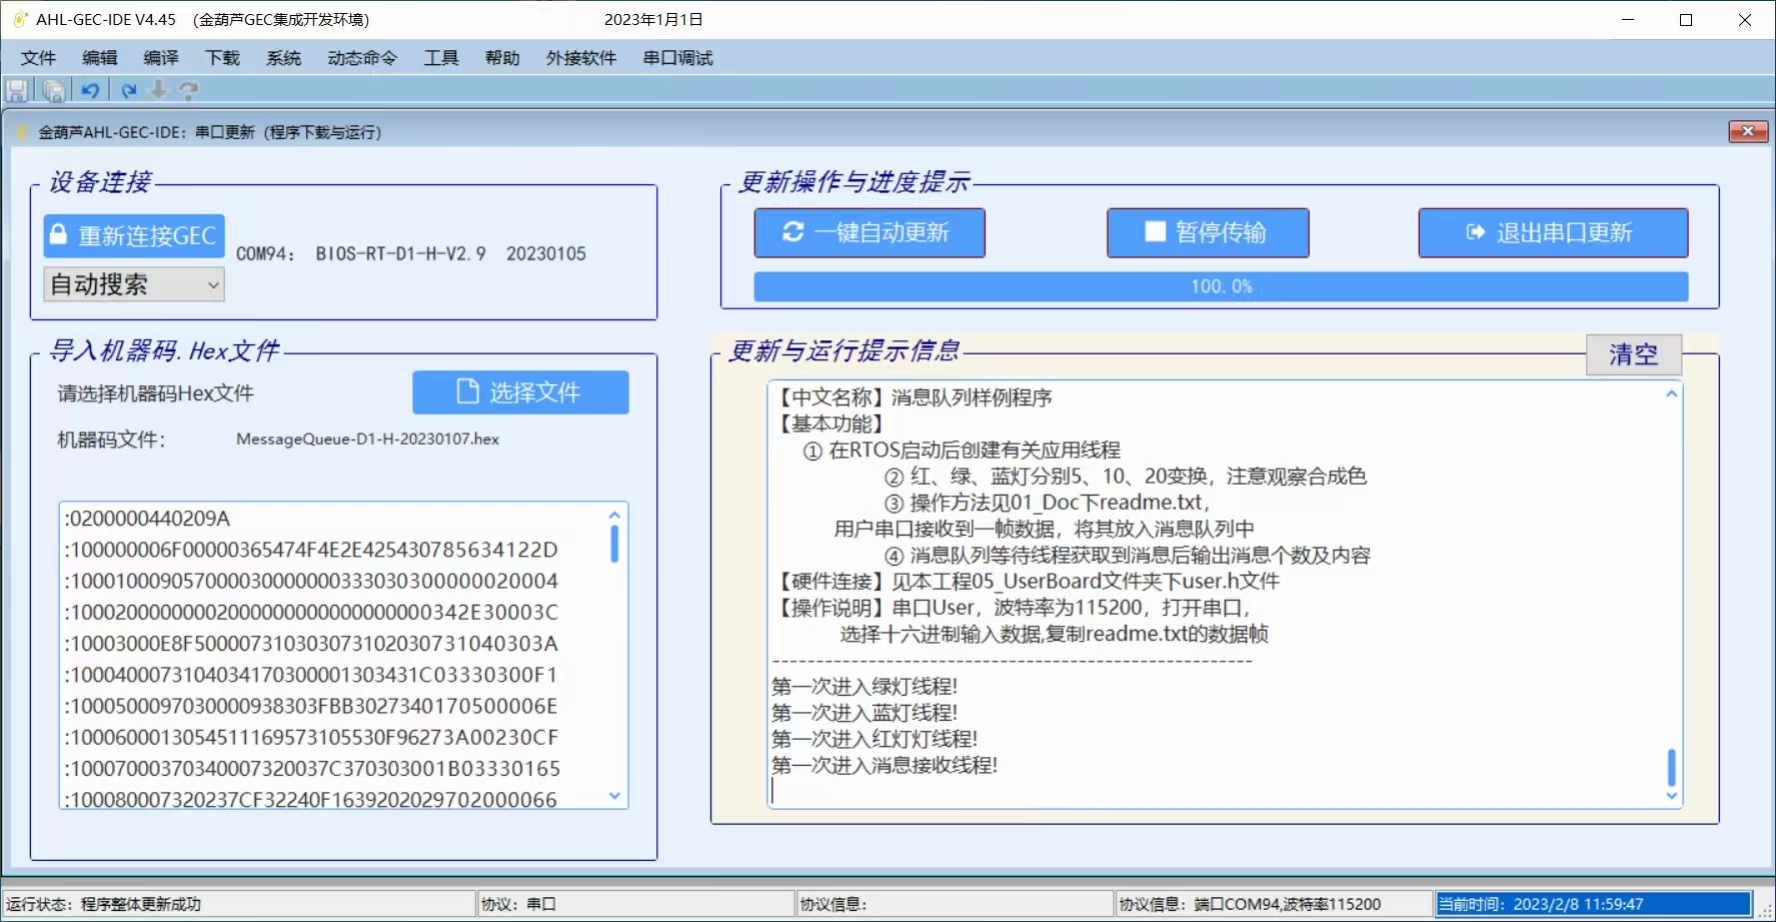 AHL-GEC-IDE V4.45 (金葫芦GEC集成开发环境) 2023年1月1日
文件 编辑 编译 下载 系统 动态命令 工具 帮助 外接软件 串口调试
金葫芦AHL-GEC-IDE：串口更新（程序下载与运行）
设备连接
重新连接GEC
COM94： BIOS-RT-D1-H-V2.9 20230105
自动搜索
更新操作与进度提示
一键自动更新 暂停传输 退出串口更新
100.0%
导入机器码.Hex文件
请选择机器码Hex文件 选择文件
机器码文件： MessageQueue-D1-H-20230107.hex
:0200000440209A
:100000006F00000365474F4E2E425430785634122D
:10001000905700003000000033303030000002​0004
:10002000000002000000000000000000342E30003C
:10003000E8F500007310303073102030731040303A
:1000400073104034170300001303431C03330300F1
:1000500097030000938303FBB3027340170500006E
:1000600013054511169573105530F96273A00230CF
:10007000370340007320037C370303001B03330165
:100080007320237CF32240F1639202029702000066
更新与运行提示信息
清空
【中文名称】消息队列样例程序
【基本功能】
① 在RTOS启动后创建有关应用线程
② 红、绿、蓝灯分别5、10、20变换，注意观察合成色
③ 操作方法见01_Doc下readme.txt，
用户串口接收到一帧数据，将其放入消息队列中
④ 消息队列等待线程获取到消息后输出消息个数及内容
【硬件连接】见本工程05_UserBoard文件夹下user.h文件
【操作说明】串口User，波特率为115200，打开串口，
选择十六进制输入数据,复制readme.txt的数据帧
-------------------------------------------------------
第一次进入绿灯线程!
第一次进入蓝灯线程!
第一次进入红灯灯线程!
第一次进入消息接收线程!
运行状态：程序整体更新成功 协议：串口 协议信息： 协议信息：端口COM94,波特率115200 当前时间：2023/2/8 11:59:47